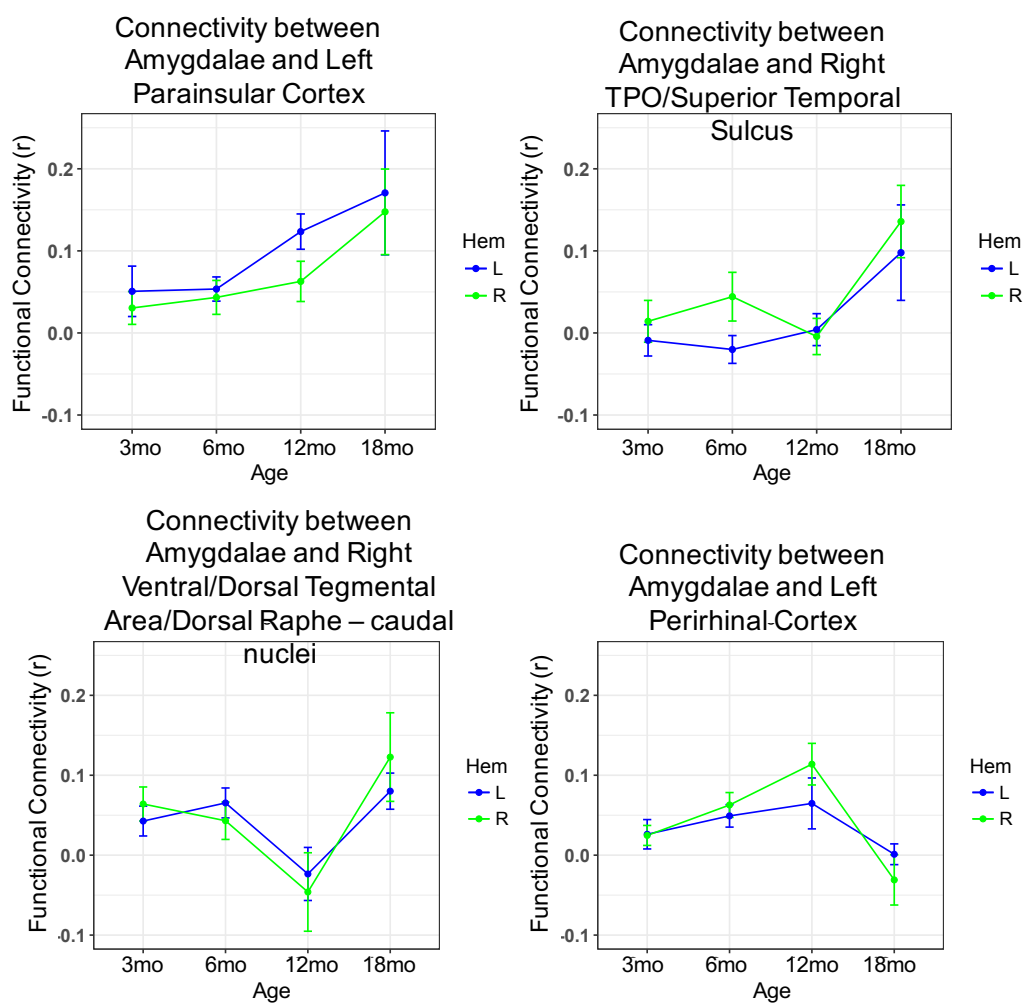 Connectivity between
Amygdalae and Left
Parainsular Cortex
Functional Connectivity (r)
0.2
0.1
0.0
-0.1
3mo 6mo 12mo 18mo
Age
Hem
L
R
Connectivity between
Amygdalae and Right
TPO/Superior Temporal
Sulcus
Functional Connectivity (r)
0.2
0.1
0.0
-0.1
3mo 6mo 12mo 18mo
Age
Hem
L
R
Connectivity between
Amygdalae and Right
Ventral/Dorsal Tegmental
Area/Dorsal Raphe – caudal
nuclei
Functional Connectivity (r)
0.2
0.1
0.0
-0.1
3mo 6mo 12mo 18mo
Age
Hem
L
R
Connectivity between
Amygdalae and Left
Perirhinal-Cortex
Functional Connectivity (r)
0.2
0.1
0.0
-0.1
3mo 6mo 12mo 18mo
Age
Hem
L
R